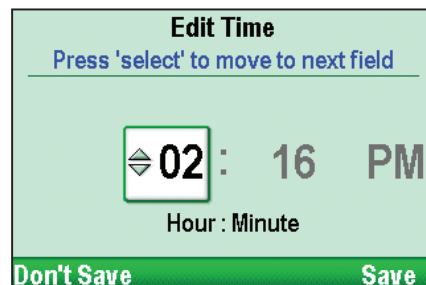 Edit Time
Press 'select' to move to next field
02 : 16 PM
Hour : Minute
Don't Save Save